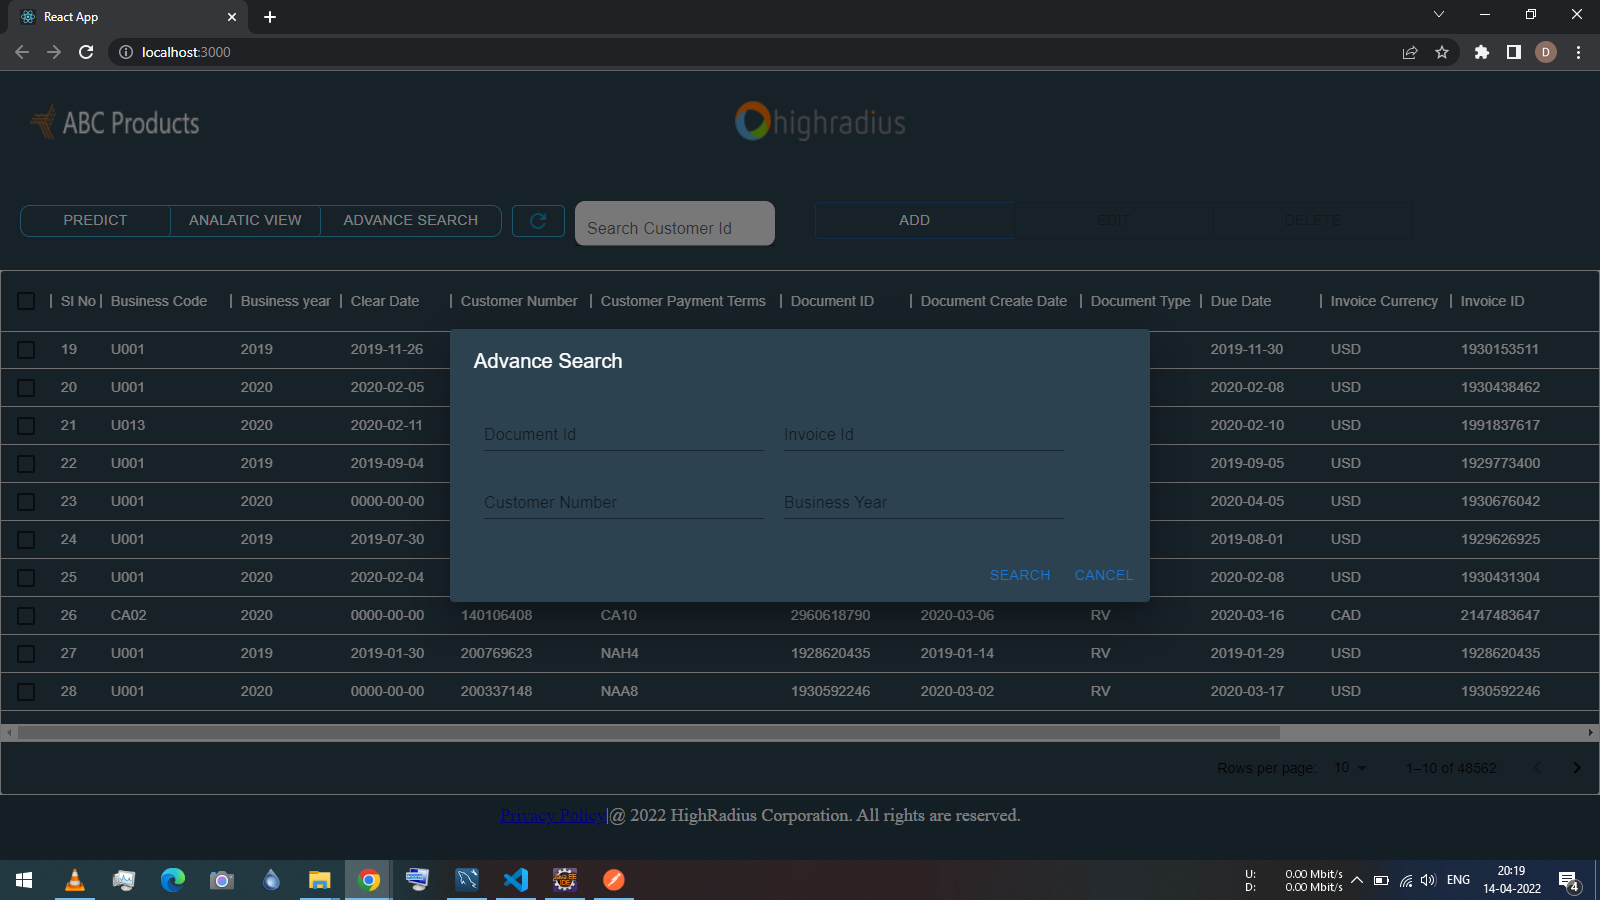 React App
localhost:3000
D
ABC Products
highradius
PREDICT ANALATIC VIEW ADVANCE SEARCH Search Customer Id ADD EDIT DELETE
Sl No Business Code Business year Clear Date Customer Number Customer Payment Terms Document ID Document Create Date Document Type Due Date Invoice Currency Invoice ID
19 U001 2019 2019-11-26 2019-11-30 USD 1930153511
20 U001 2020 2020-02-05 2020-02-08 USD 1930438462
21 U013 2020 2020-02-11 2020-02-10 USD 1991837617
22 U001 2019 2019-09-04 2019-09-05 USD 1929773400
23 U001 2020 0000-00-00 2020-04-05 USD 1930676042
24 U001 2019 2019-07-30 2019-08-01 USD 1929626925
25 U001 2020 2020-02-04 2020-02-08 USD 1930431304
26 CA02 2020 0000-00-00 140106408 CA10 2960618790 2020-03-06 RV 2020-03-16 CAD 2147483647
27 U001 2019 2019-01-30 200769623 NAH4 1928620435 2019-01-14 RV 2019-01-29 USD 1928620435
28 U001 2020 0000-00-00 200337148 NAA8 1930592246 2020-03-02 RV 2020-03-17 USD 1930592246
Advance Search
Document Id Invoice Id
Customer Number Business Year
SEARCH CANCEL
Rows per page: 10 1–10 of 48562
Privacy Policy|@ 2022 HighRadius Corporation. All rights are reserved.
U: 0.00 Mbit/s
D: 0.00 Mbit/s
ENG
20:19
14-04-2022
4